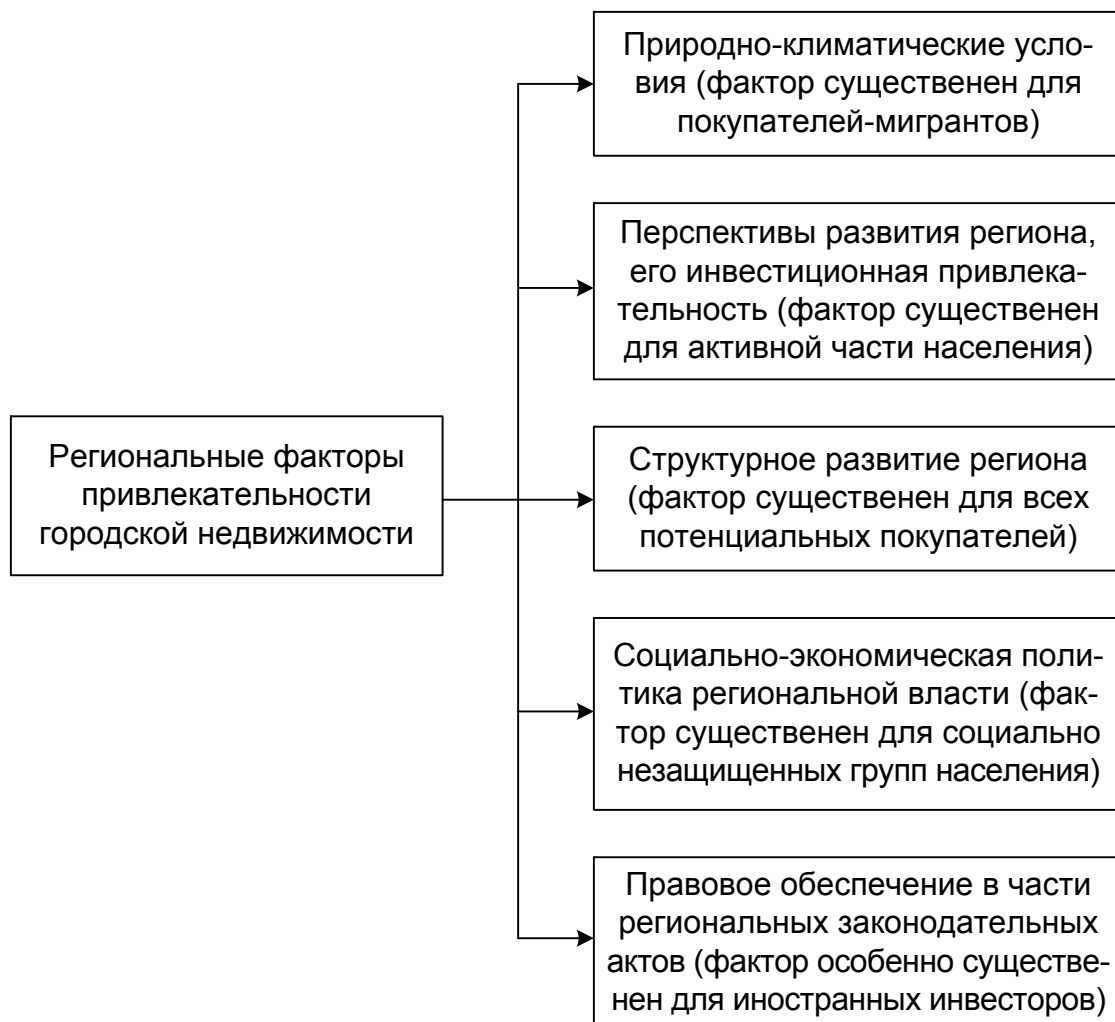 Природно-климатические усло-
вия (фактор существенен для
покупателей-мигрантов)
Перспективы развития региона,
его инвестиционная привлека-
тельность (фактор существенен
для активной части населения)
Региональные факторы
привлекательности
городской недвижимости
Структурное развитие региона
(фактор существенен для всех
потенциальных покупателей)
Социально-экономическая поли-
тика региональной власти (фак-
тор существенен для социально
незащищенных групп населения)
Правовое обеспечение в части
региональных законодательных
актов (фактор особенно существе-
нен для иностранных инвесторов)